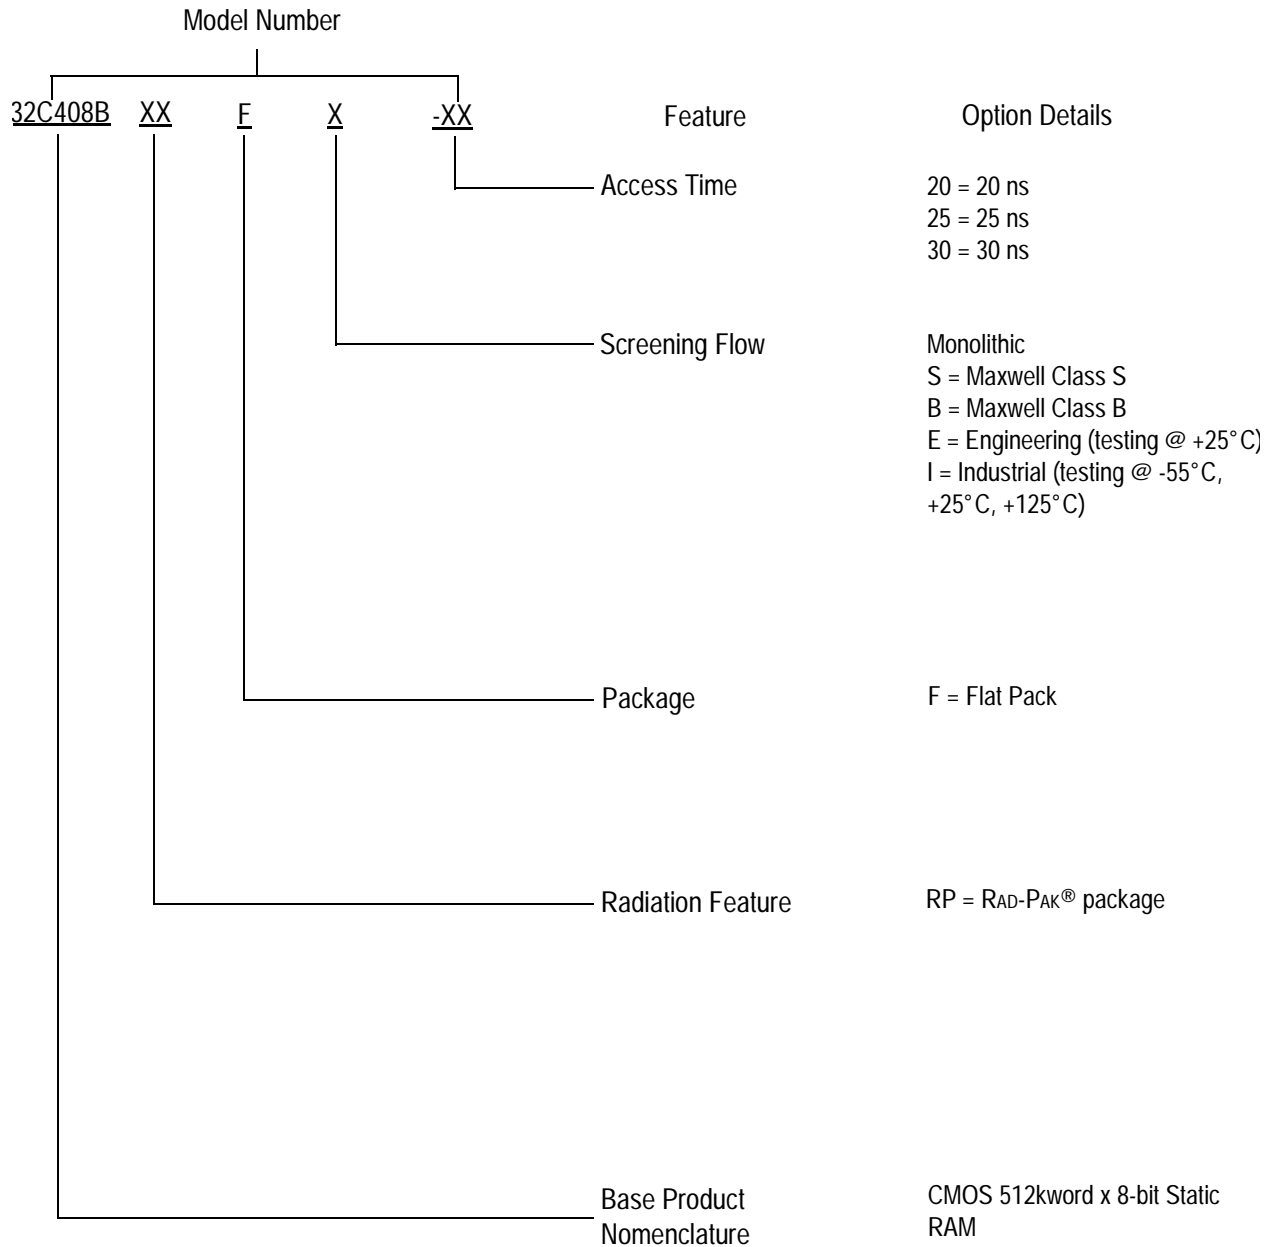 Model Number
32C408B XX F X -XX
Feature Option Details
Access Time
20 = 20 ns
25 = 25 ns
30 = 30 ns
Screening Flow
Monolithic
S = Maxwell Class S
B = Maxwell Class B
E = Engineering (testing @ +25°C)
I = Industrial (testing @ -55°C,
+25°C, +125°C)
Package
F = Flat Pack
Radiation Feature
RP = RAD-PAK® package
Base Product
Nomenclature
CMOS 512kword x 8-bit Static
RAM